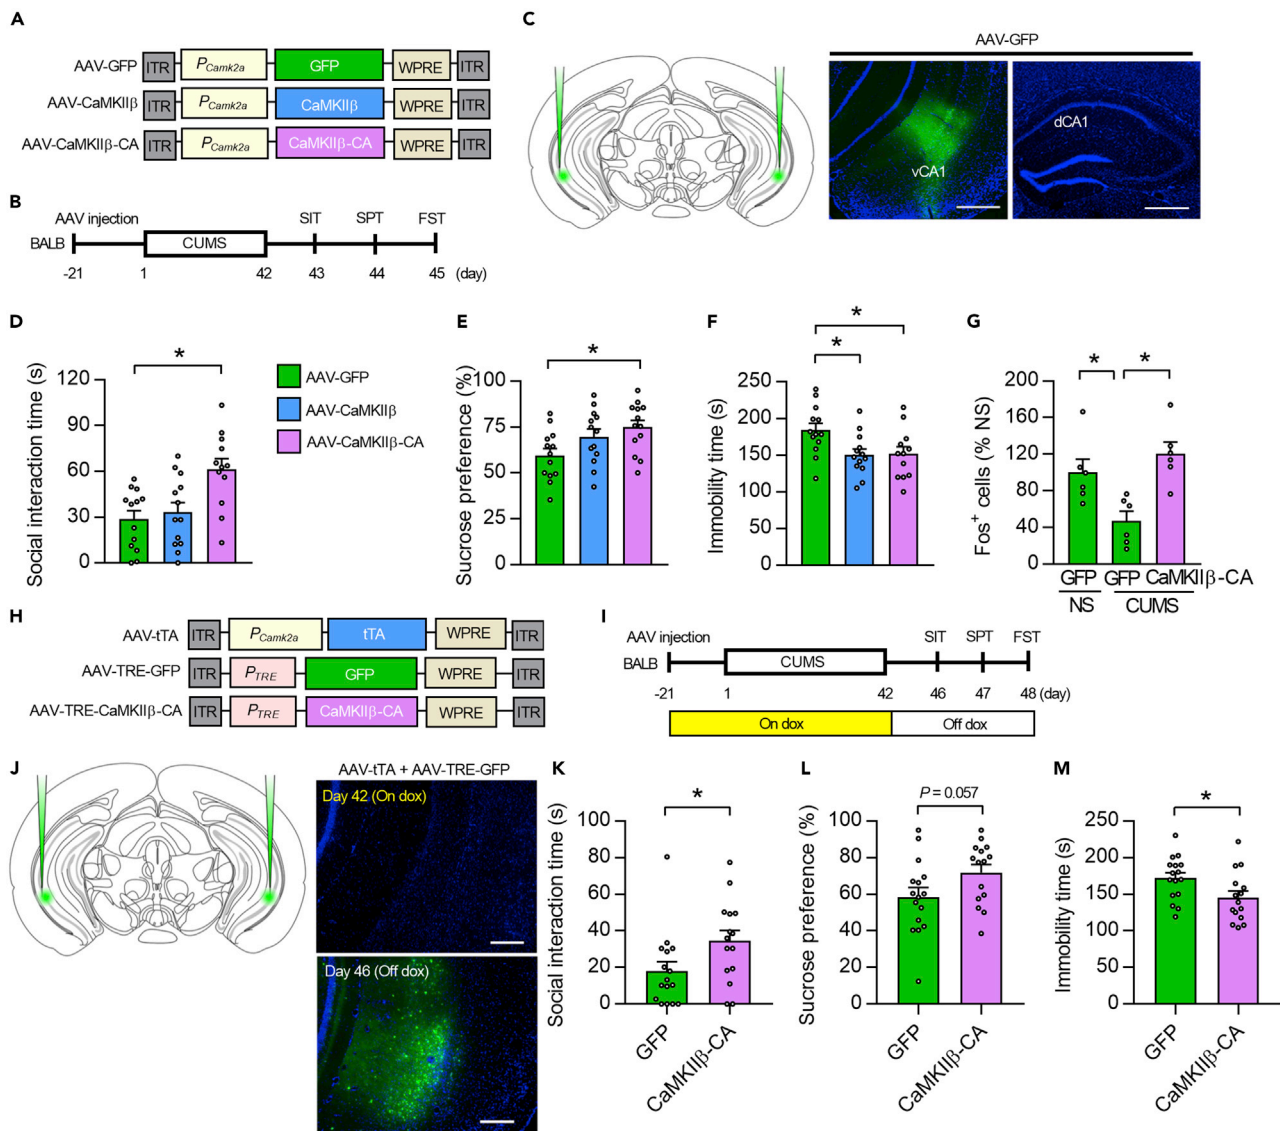 A
AAV-GFP ITR PCamk2a GFP WPRE ITR
AAV-CaMKIIβ ITR PCamk2a CaMKIIβ WPRE ITR
AAV-CaMKIIβ-CA ITR PCamk2a CaMKIIβ-CA WPRE ITR
B
AAV injection SIT SPT FST
BALB CUMS
-21 1 42 43 44 45 (day)
C
AAV-GFP
vCA1
dCA1
D
Social interaction time (s)
120
90
60
30
0
*
AAV-GFP
AAV-CaMKIIβ
AAV-CaMKIIβ-CA
E
Sucrose preference (%)
100
75
50
25
0
*
F
Immobility time (s)
250
200
150
100
50
0
*
*
G
Fos+ cells (% NS)
200
160
120
80
40
0
* *
GFP GFP CaMKIIβ-CA
NS CUMS
H
AAV-tTA ITR PCamk2a tTA WPRE ITR
AAV-TRE-GFP ITR PTRE GFP WPRE ITR
AAV-TRE-CaMKIIβ-CA ITR PTRE CaMKIIβ-CA WPRE ITR
I
AAV injection SIT SPT FST
BALB CUMS
-21 1 42 46 47 48 (day)
On dox Off dox
J
AAV-tTA + AAV-TRE-GFP
Day 42 (On dox)
Day 46 (Off dox)
K
Social interaction time (s)
100
80
60
40
20
0
*
GFP
CaMKIIβ-CA
L
Sucrose preference (%)
100
80
60
40
20
0
P = 0.057
GFP
CaMKIIβ-CA
M
Immobility time (s)
250
200
150
100
50
0
*
GFP
CaMKIIβ-CA